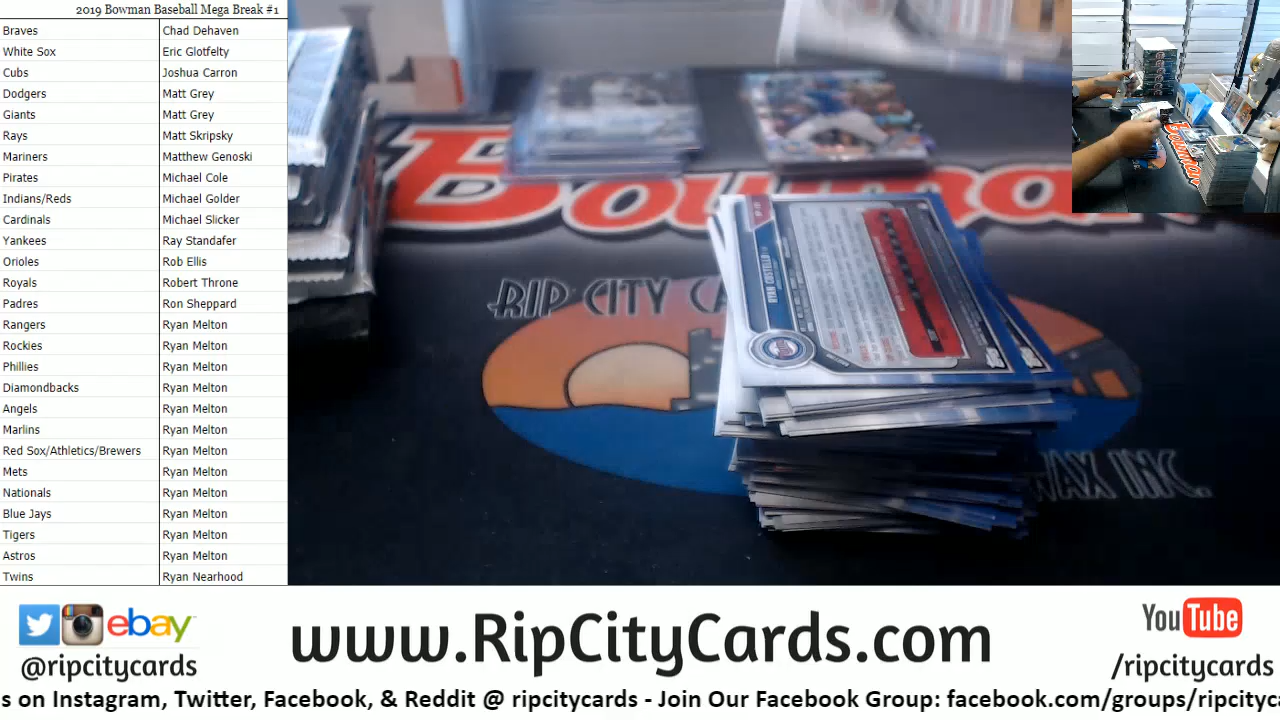 2019 Bowman Baseball Mega Break #1
Braves Chad Dehaven
White Sox Eric Glotfelty
Cubs Joshua Carron
Dodgers Matt Grey
Giants Matt Grey
Rays Matt Skripsky
Mariners Matthew Genoski
Pirates Michael Cole
Indians/Reds Michael Golder
Cardinals Michael Slicker
Yankees Ray Standafer
Orioles Rob Ellis
Royals Robert Throne
Padres Ron Sheppard
Rangers Ryan Melton
Rockies Ryan Melton
Phillies Ryan Melton
Diamondbacks Ryan Melton
Angels Ryan Melton
Marlins Ryan Melton
Red Sox/Athletics/Brewers Ryan Melton
Mets Ryan Melton
Nationals Ryan Melton
Blue Jays Ryan Melton
Tigers Ryan Melton
Astros Ryan Melton
Twins Ryan Nearhood
Bowman
RIP CITY CA
RYAN COSTELLO
WAX INC.
Bowman
ebay
@ripcitycards
www.RipCityCards.com
YouTube
/ripcitycards
s on Instagram, Twitter, Facebook, & Reddit @ ripcitycards - Join Our Facebook Group: facebook.com/groups/ripcityca